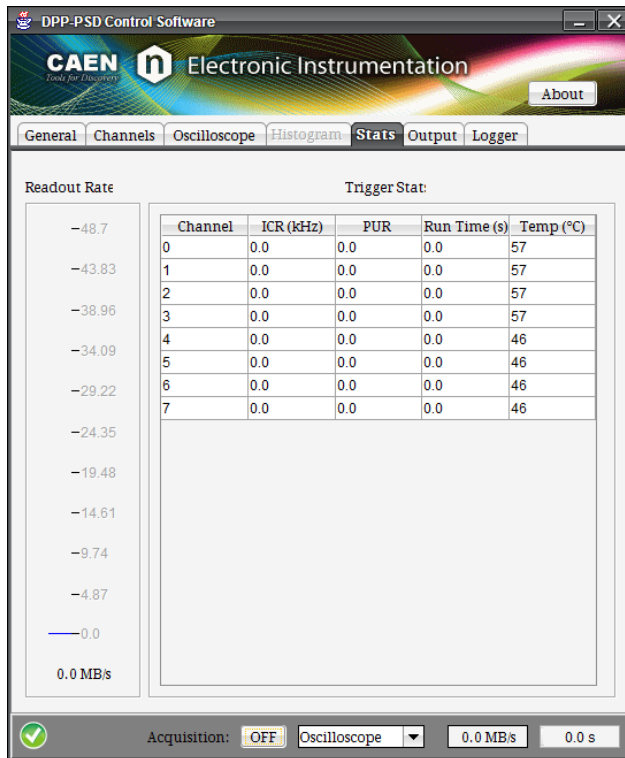 DPP-PSD Control Software
CAEN n Electronic Instrumentation
Tools for Discovery
About
General Channels Oscilloscope Histogram Stats Output Logger
Readout Rate Trigger Stat:
48.7
43.83
38.96
34.09
29.22
24.35
19.48
14.61
9.74
4.87
0.0
0.0 MB/s
Channel ICR (kHz) PUR Run Time (s) Temp (°C)
0 0.0 0.0 0.0 57
1 0.0 0.0 0.0 57
2 0.0 0.0 0.0 57
3 0.0 0.0 0.0 57
4 0.0 0.0 0.0 46
5 0.0 0.0 0.0 46
6 0.0 0.0 0.0 46
7 0.0 0.0 0.0 46
Acquisition: OFF Oscilloscope 0.0 MB/s 0.0 s